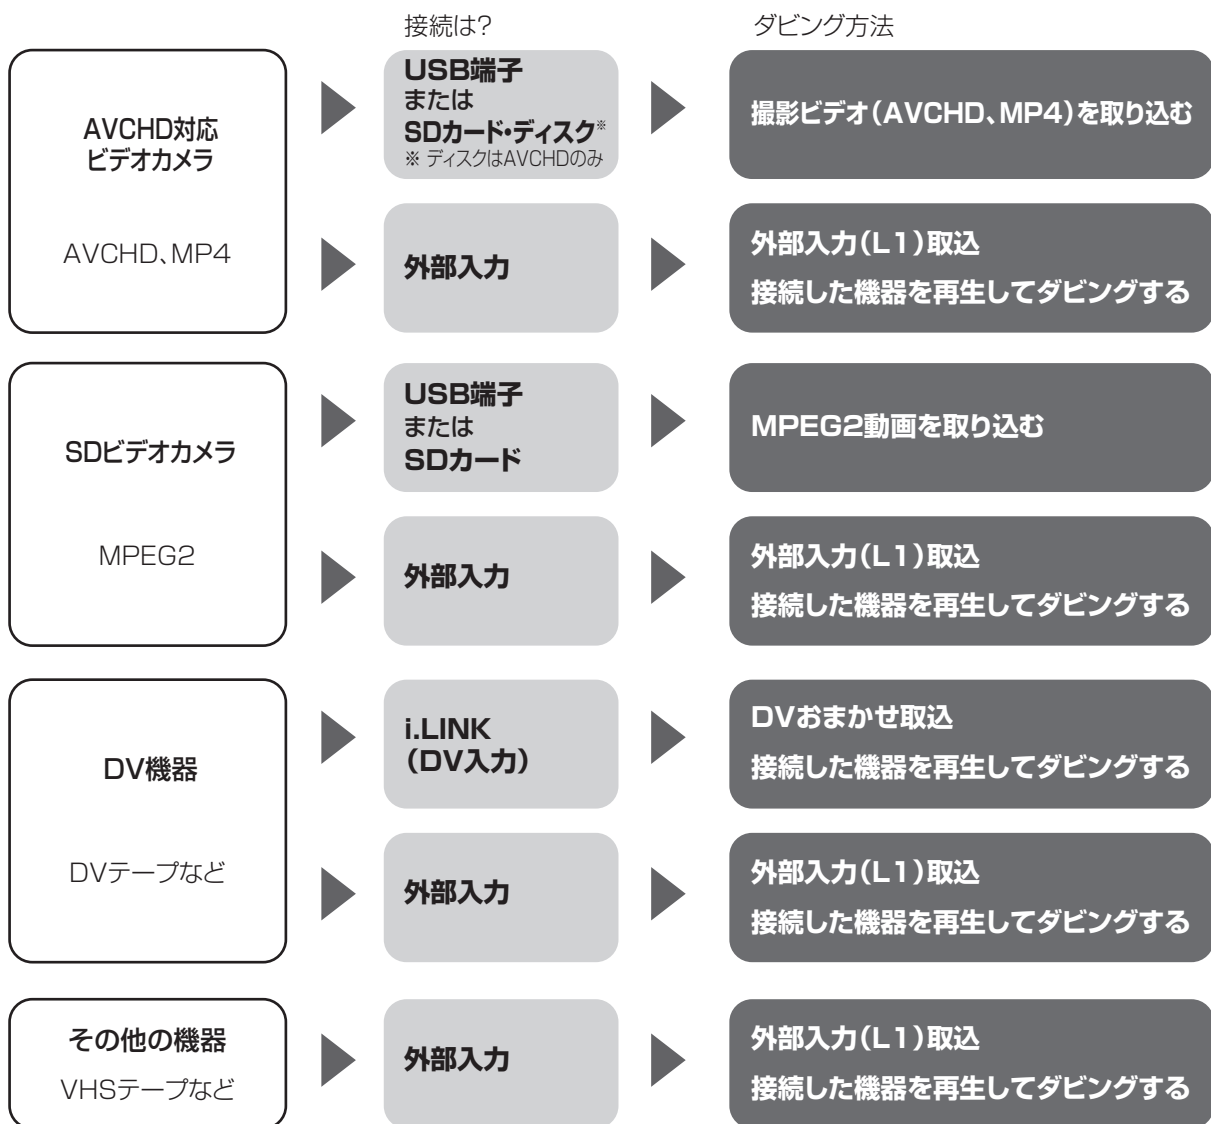 接続は?
ダビング方法
AVCHD対応
ビデオカメラ
AVCHD、MP4
USB端子
または
SDカード・ディスク※
※ ディスクはAVCHDのみ
撮影ビデオ(AVCHD、MP4)を取り込む
外部入力
外部入力(L1)取込
接続した機器を再生してダビングする
SDビデオカメラ
MPEG2
USB端子
または
SDカード
MPEG2動画を取り込む
外部入力
外部入力(L1)取込
接続した機器を再生してダビングする
DV機器
DVテープなど
i.LINK
(DV入力)
DVおまかせ取込
接続した機器を再生してダビングする
外部入力
外部入力(L1)取込
接続した機器を再生してダビングする
その他の機器
VHSテープなど
外部入力
外部入力(L1)取込
接続した機器を再生してダビングする